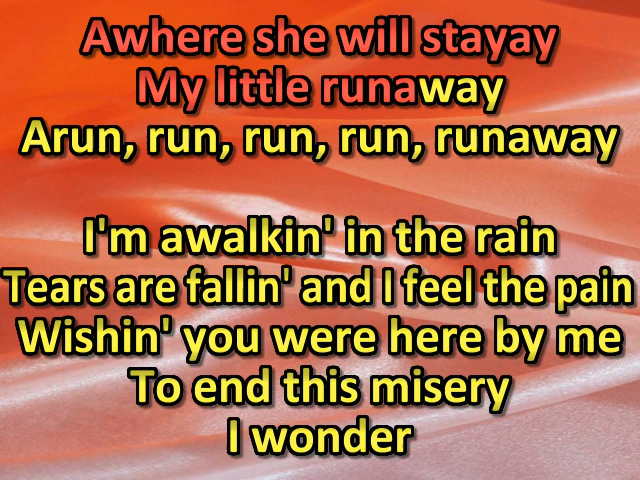 Awhere she will stayay
My little runaway
Arun, run, run, run, runaway
I'm awalkin' in the rain
Tears are fallin' and I feel the pain
Wishin' you were here by me
To end this misery
I wonder